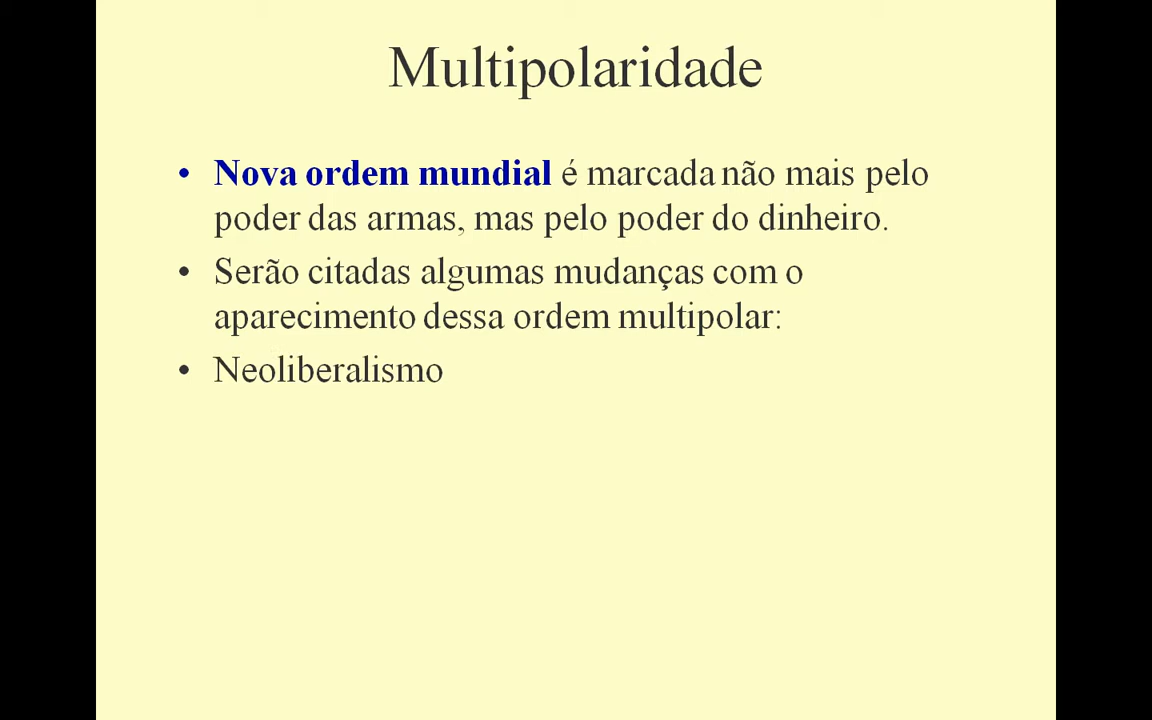 Multipolaridade
• Nova ordem mundial é marcada não mais pelo
poder das armas, mas pelo poder do dinheiro.
• Serão citadas algumas mudanças com o
aparecimento dessa ordem multipolar:
• Neoliberalismo